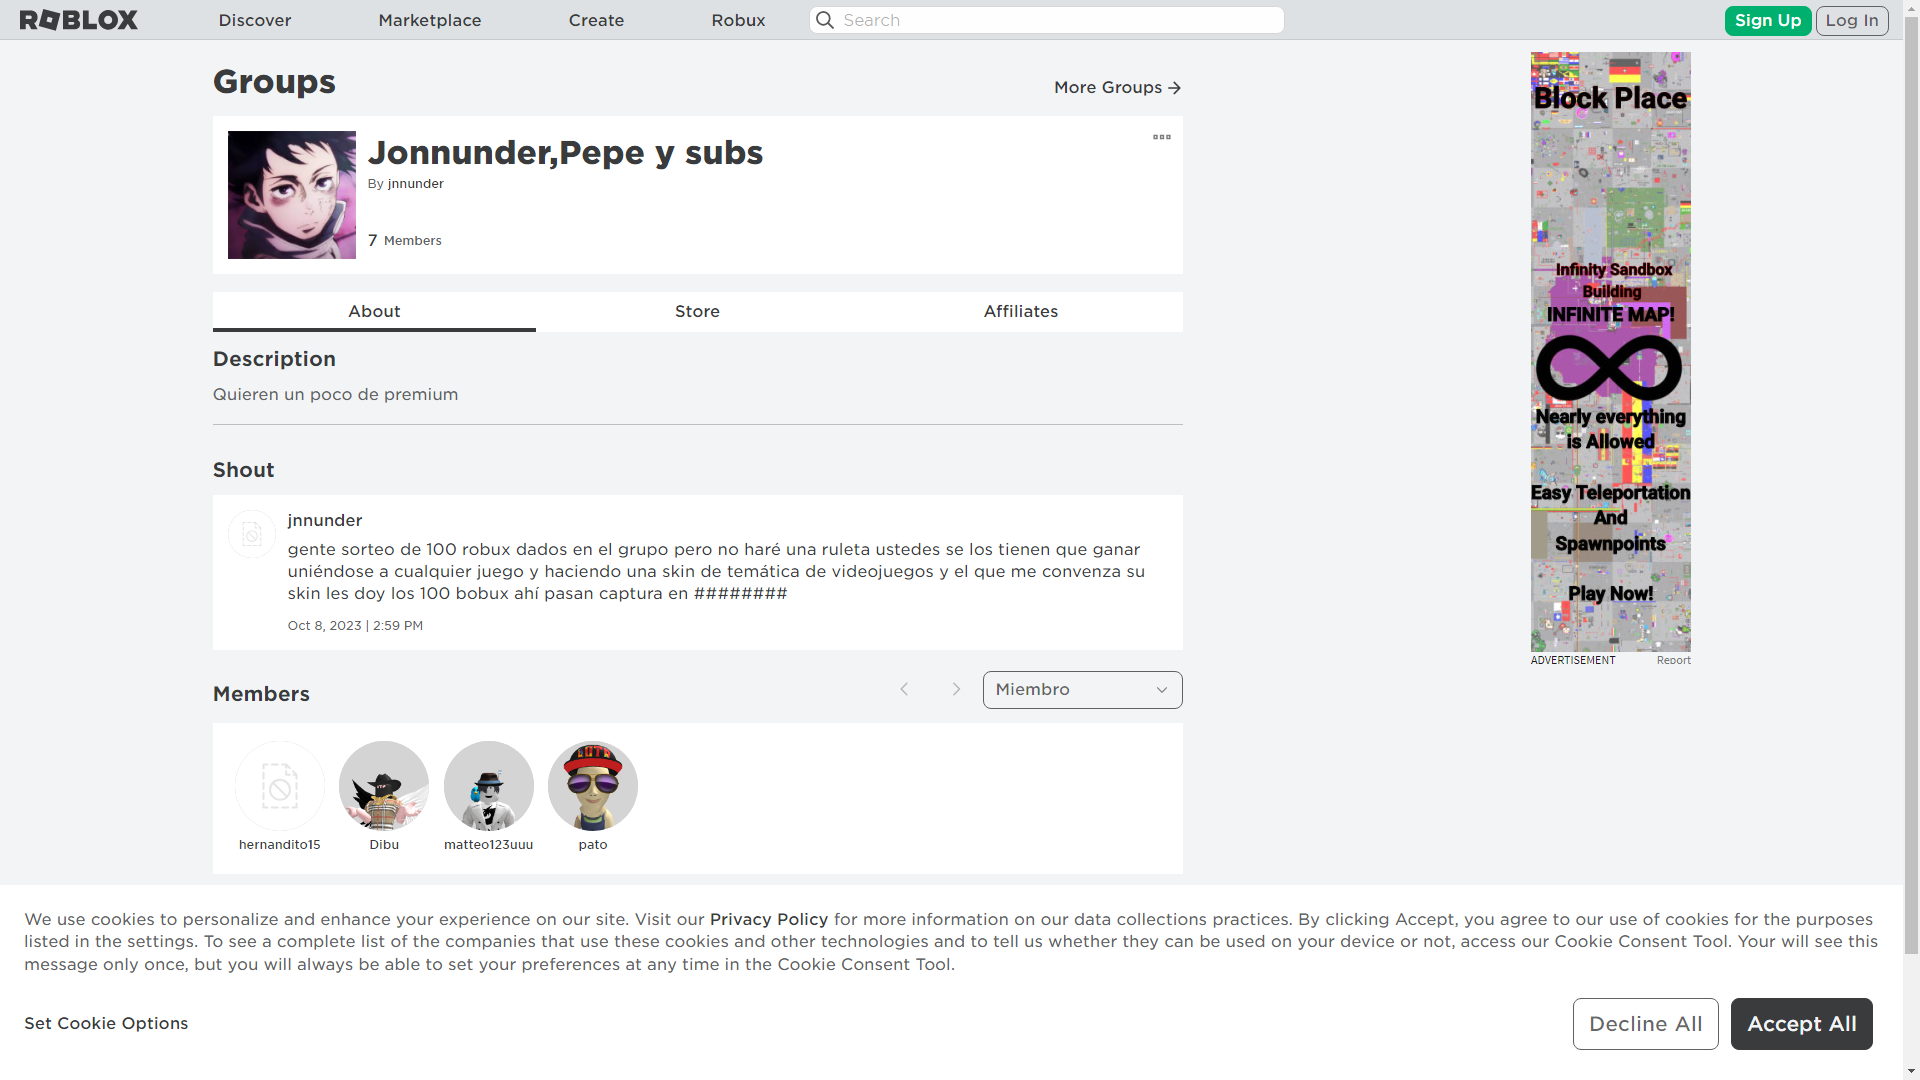 ROBLOX
Discover
Marketplace
Create
Robux
Search
Sign Up
Log In
Groups
More Groups
Jonnunder,Pepe y subs
By jnnunder
7 Members
About
Store
Affiliates
Description
Quieren un poco de premium
Shout
jnnunder
gente sorteo de 100 robux dados en el grupo pero no haré una ruleta ustedes se los tienen que ganar
uniéndose a cualquier juego y haciendo una skin de temática de videojuegos y el que me convenza su
skin les doy los 100 bobux ahí pasan captura en ########
Oct 8, 2023 | 2:59 PM
Members
Miembro
hernandito15
Dibu
matteo123uuu
pato
Block Place
Infinity Sandbox
Building
INFINITE MAP!
Nearly everything
is Allowed
Easy Teleportation
And
Spawnpoints
Play Now!
ADVERTISEMENT
Report
We use cookies to personalize and enhance your experience on our site. Visit our Privacy Policy for more information on our data collections practices. By clicking Accept, you agree to our use of cookies for the purposes
listed in the settings. To see a complete list of the companies that use these cookies and other technologies and to tell us whether they can be used on your device or not, access our Cookie Consent Tool. Your will see this
message only once, but you will always be able to set your preferences at any time in the Cookie Consent Tool.
Set Cookie Options
Decline All
Accept All